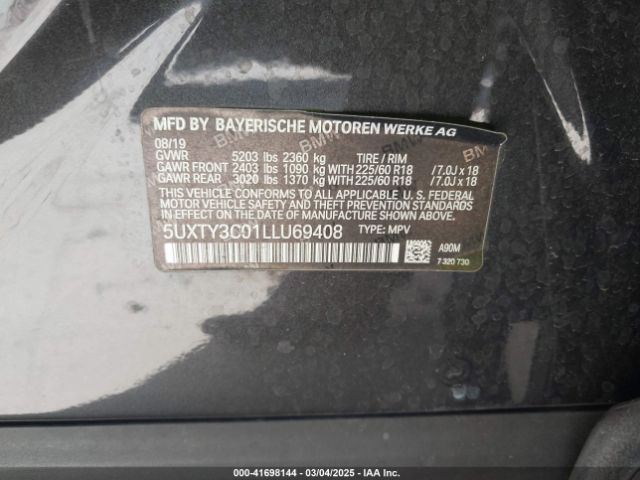 MFD BY BAYERISCHE MOTOREN WERKE AG
08/19
GVWR 5203 lbs 2360 kg TIRE / RIM
GAWR FRONT 2403 lbs 1090 kg WITH 225/60 R18 /7.0J x 18
GAWR REAR 3020 lbs 1370 kg WITH 225/60 R18 /7.0J x 18
THIS VEHICLE CONFORMS TO ALL APPLICABLE U. S. FEDERAL
MOTOR VEHICLE SAFETY, BUMPER, AND THEFT PREVENTION
STANDARDS IN EFFECT ON THE DATE OF MANUFACTURE SHOWN ABOVE.
5UXTY3C01LLU69408 TYPE: MPV
A90M
7 320 730
00-41698144 — 03/04/2025 — IAA Inc.